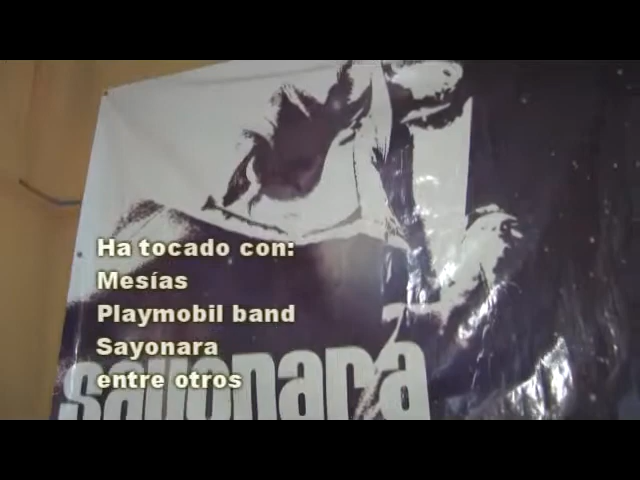 Ha tocado con:
Mesías
Playmobil band
Sayonara
entre otros
sayonara